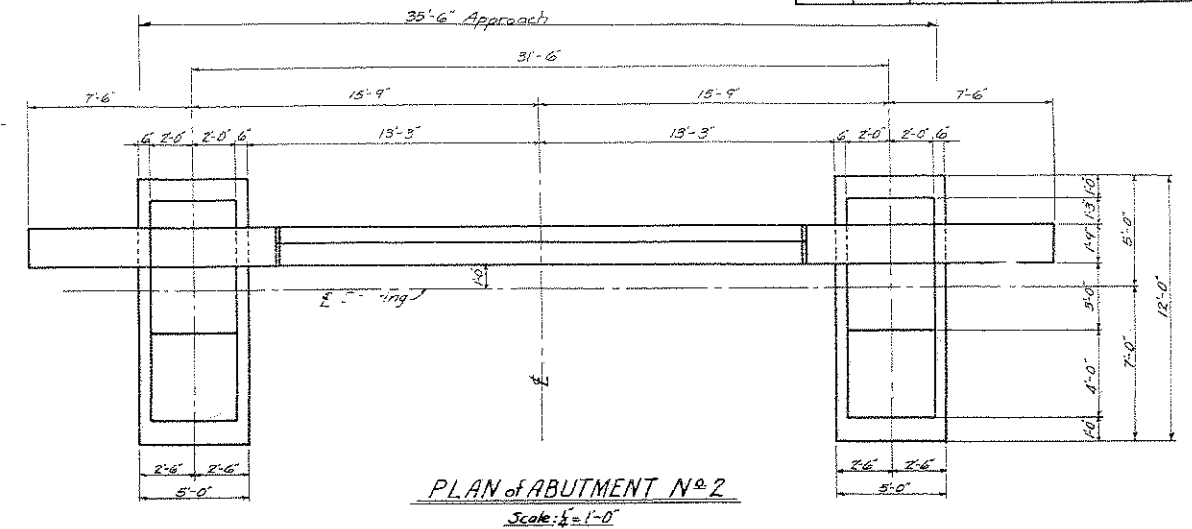 35'-6" Approach
31'-6"
7'-6" 15'-9" 15'-9" 7'-6"
6" 2'-0" 2'-0" 6" 13'-3" 13'-3" 6" 2'-0" 2'-0" 6"
1'-0"
1'-3"
1'-9"
5'-0"
1'-0"
3'-0"
12'-0"
7'-0"
4'-0"
1'-0"
2'-6" 2'-6" 2'-6" 2'-6"
5'-0" 5'-0"
PLAN of ABUTMENT Nº 2
Scale: ¼" = 1'-0"